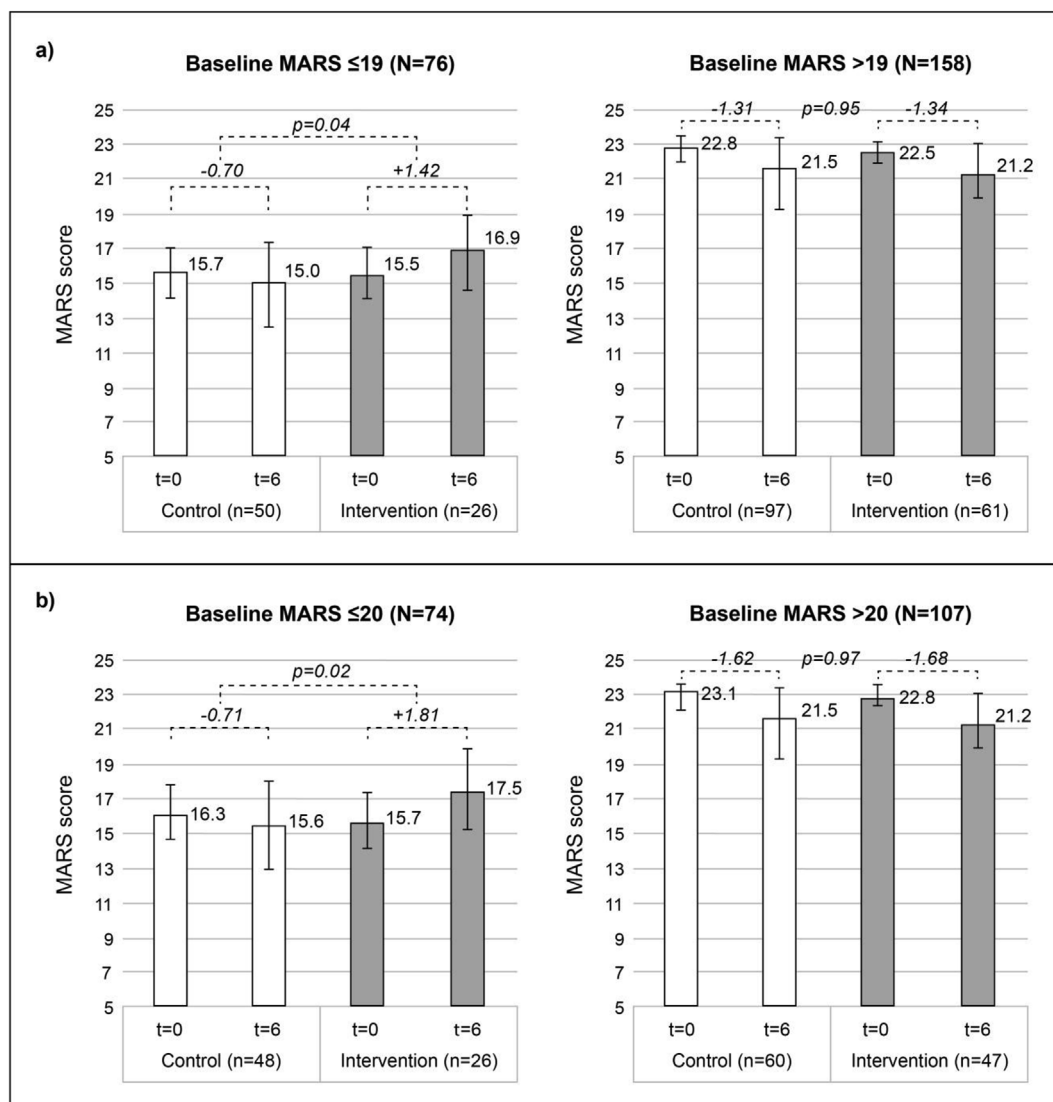 a)
Baseline MARS ≤19 (N=76)
MARS score
25
23
21
19
17
15
13
11
9
7
5
p=0.04
-0.70
+1.42
15.7
15.0
15.5
16.9
t=0
t=6
t=0
t=6
Control (n=50)
Intervention (n=26)
Baseline MARS >19 (N=158)
MARS score
25
23
21
19
17
15
13
11
9
7
5
-1.31
p=0.95
-1.34
22.8
21.5
22.5
21.2
t=0
t=6
t=0
t=6
Control (n=97)
Intervention (n=61)
b)
Baseline MARS ≤20 (N=74)
MARS score
25
23
21
19
17
15
13
11
9
7
5
p=0.02
-0.71
+1.81
16.3
15.6
15.7
17.5
t=0
t=6
t=0
t=6
Control (n=48)
Intervention (n=26)
Baseline MARS >20 (N=107)
MARS score
25
23
21
19
17
15
13
11
9
7
5
-1.62
p=0.97
-1.68
23.1
21.5
22.8
21.2
t=0
t=6
t=0
t=6
Control (n=60)
Intervention (n=47)